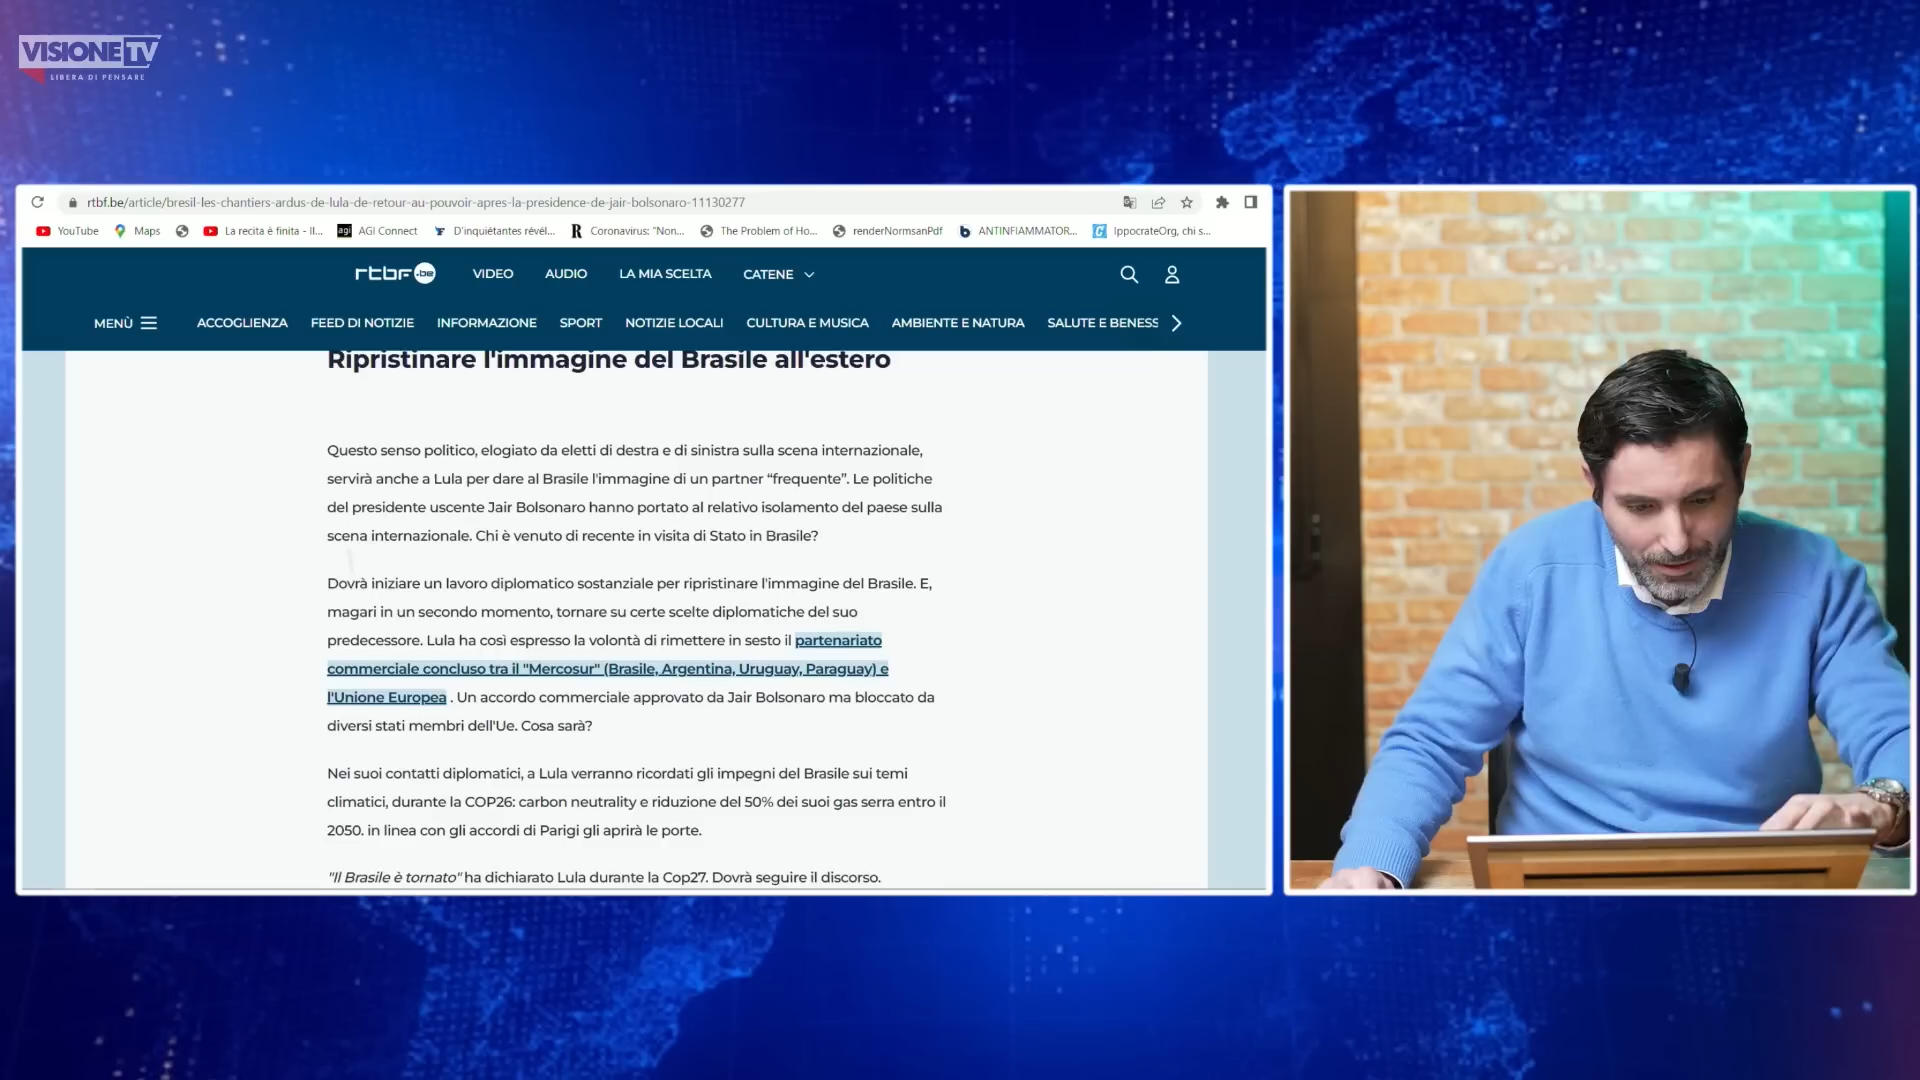 VISIONE TV
LIBERA DI PENSARE
rtbf.be/article/bresil-les-chantiers-ardus-de-lula-de-retour-au-pouvoir-apres-la-presidence-de-jair-bolsonaro-11130277
YouTube Maps La recita è finita - Il... AGI Connect D'inquiétantes révél... Coronavirus: "Non... The Problem of Ho... renderNormsanPdf ANTINFIAMMATOR... IppocrateOrg, chi s...
rtbf.be VIDEO AUDIO LA MIA SCELTA CATENE
MENÙ ACCOGLIENZA FEED DI NOTIZIE INFORMAZIONE SPORT NOTIZIE LOCALI CULTURA E MUSICA AMBIENTE E NATURA SALUTE E BENESS
Ripristinare l'immagine del Brasile all'estero
Questo senso politico, elogiato da eletti di destra e di sinistra sulla scena internazionale,
servirà anche a Lula per dare al Brasile l'immagine di un partner “frequente”. Le politiche
del presidente uscente Jair Bolsonaro hanno portato al relativo isolamento del paese sulla
scena internazionale. Chi è venuto di recente in visita di Stato in Brasile?
Dovrà iniziare un lavoro diplomatico sostanziale per ripristinare l'immagine del Brasile. E,
magari in un secondo momento, tornare su certe scelte diplomatiche del suo
predecessore. Lula ha così espresso la volontà di rimettere in sesto il partenariato
commerciale concluso tra il "Mercosur" (Brasile, Argentina, Uruguay, Paraguay) e
l'Unione Europea . Un accordo commerciale approvato da Jair Bolsonaro ma bloccato da
diversi stati membri dell'Ue. Cosa sarà?
Nei suoi contatti diplomatici, a Lula verranno ricordati gli impegni del Brasile sui temi
climatici, durante la COP26: carbon neutrality e riduzione del 50% dei suoi gas serra entro il
2050. in linea con gli accordi di Parigi gli aprirà le porte.
"Il Brasile è tornato" ha dichiarato Lula durante la Cop27. Dovrà seguire il discorso.